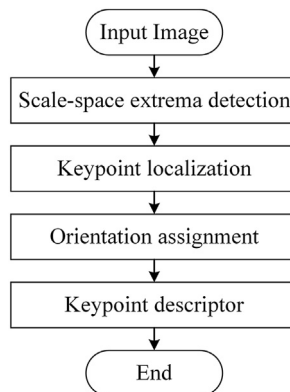 Input Image
Scale-space extrema detection
Keypoint localization
Orientation assignment
Keypoint descriptor
End